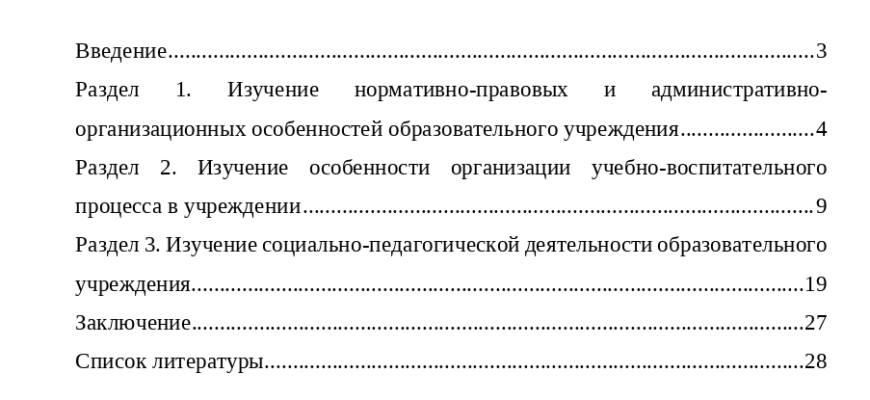 Введение....................................................................................................................3
Раздел 1. Изучение нормативно-правовых и административно-
организационных особенностей образовательного учреждения........................4
Раздел 2. Изучение особенности организации учебно-воспитательного
процесса в учреждении............................................................................................9
Раздел 3. Изучение социально-педагогической деятельности образовательного
учреждения..............................................................................................................19
Заключение..............................................................................................................27
Список литературы.................................................................................................28